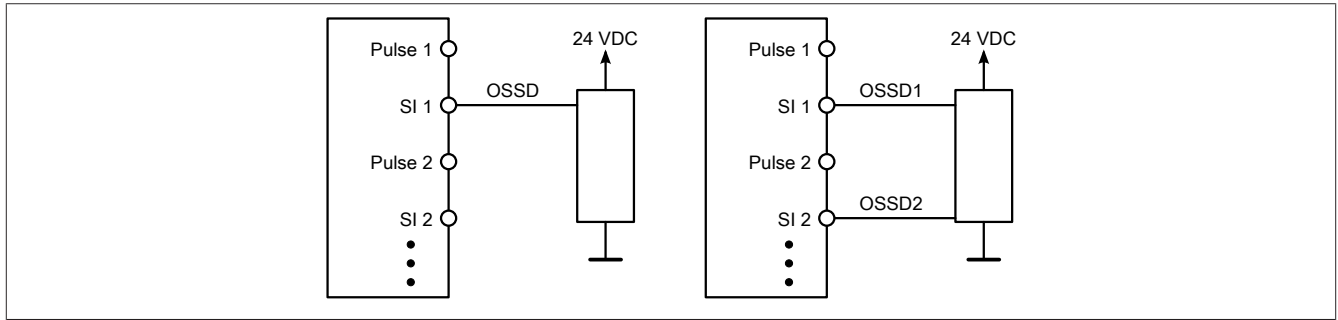 24 VDC
Pulse 1
OSSD
SI 1
Pulse 2
SI 2
24 VDC
Pulse 1
OSSD1
SI 1
Pulse 2
OSSD2
SI 2